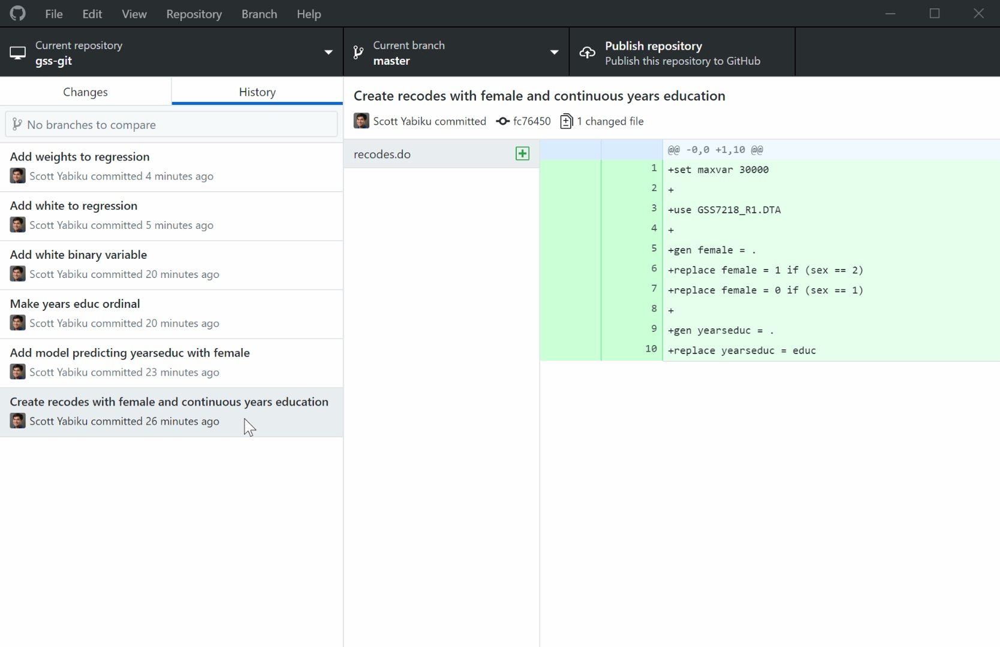 File Edit View Repository Branch Help
Current repository
gss-git
Current branch
master
Publish repository
Publish this repository to GitHub
Changes
History
No branches to compare
Add weights to regression
Scott Yabiku committed 4 minutes ago
Add white to regression
Scott Yabiku committed 5 minutes ago
Add white binary variable
Scott Yabiku committed 20 minutes ago
Make years educ ordinal
Scott Yabiku committed 20 minutes ago
Add model predicting yearseduc with female
Scott Yabiku committed 23 minutes ago
Create recodes with female and continuous years education
Scott Yabiku committed 26 minutes ago
Create recodes with female and continuous years education
Scott Yabiku committed fc76450 1 changed file
recodes.do
@@ -0,0 +1,10 @@
1 +set maxvar 30000
2 +
3 +use GSS7218_R1.DTA
4 +
5 +gen female = .
6 +replace female = 1 if (sex == 2)
7 +replace female = 0 if (sex == 1)
8 +
9 +gen yearseduc = .
10 +replace yearseduc = educ